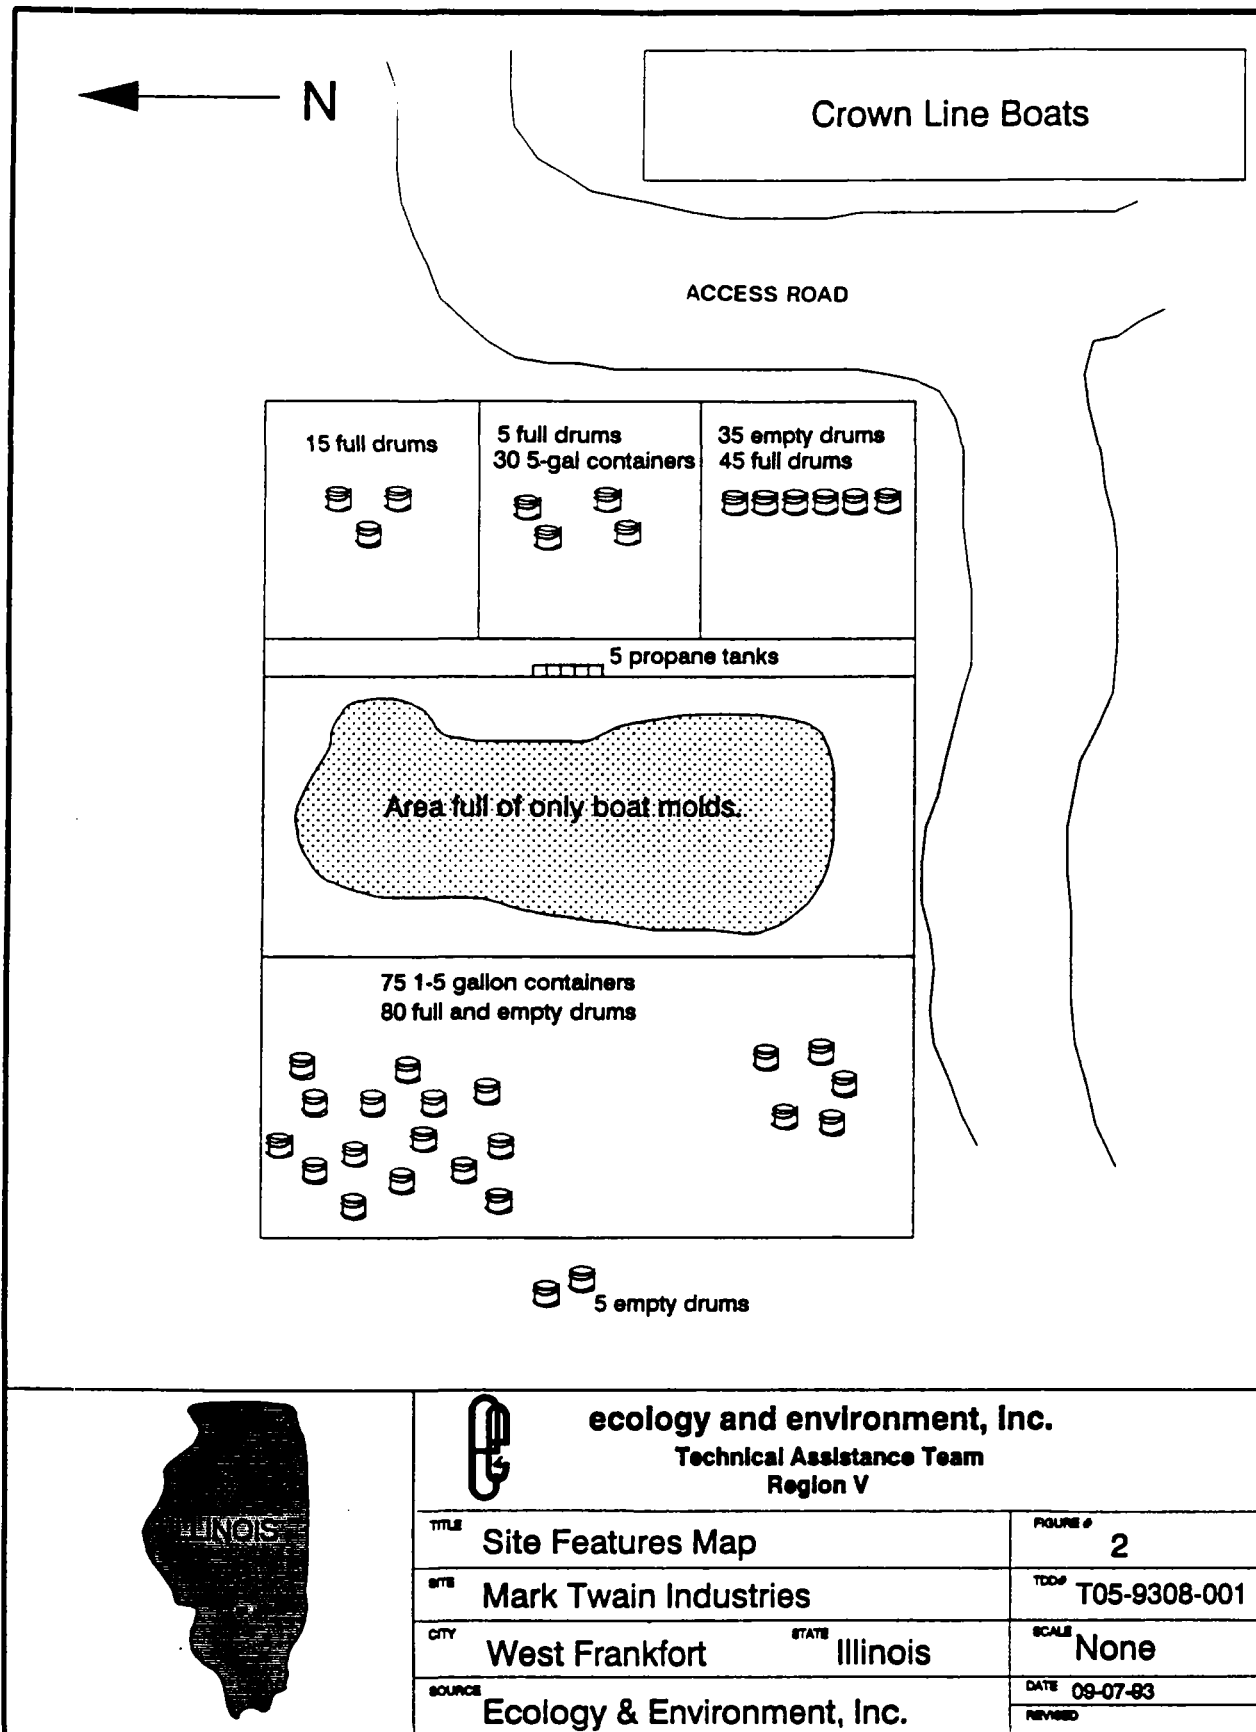 N
Crown Line Boats
ACCESS ROAD
15 full drums
5 full drums
30 5-gal containers
35 empty drums
45 full drums
5 propane tanks
Area full of only boat molds.
75 1-5 gallon containers
80 full and empty drums
5 empty drums
ILLINOIS
ecology and environment, inc.
Technical Assistance Team
Region V
TITLE Site Features Map
FIGURE # 2
SITE Mark Twain Industries
TDD# T05-9308-001
CITY West Frankfort STATE Illinois
SCALE None
SOURCE Ecology & Environment, Inc.
DATE 09-07-93
REVISED